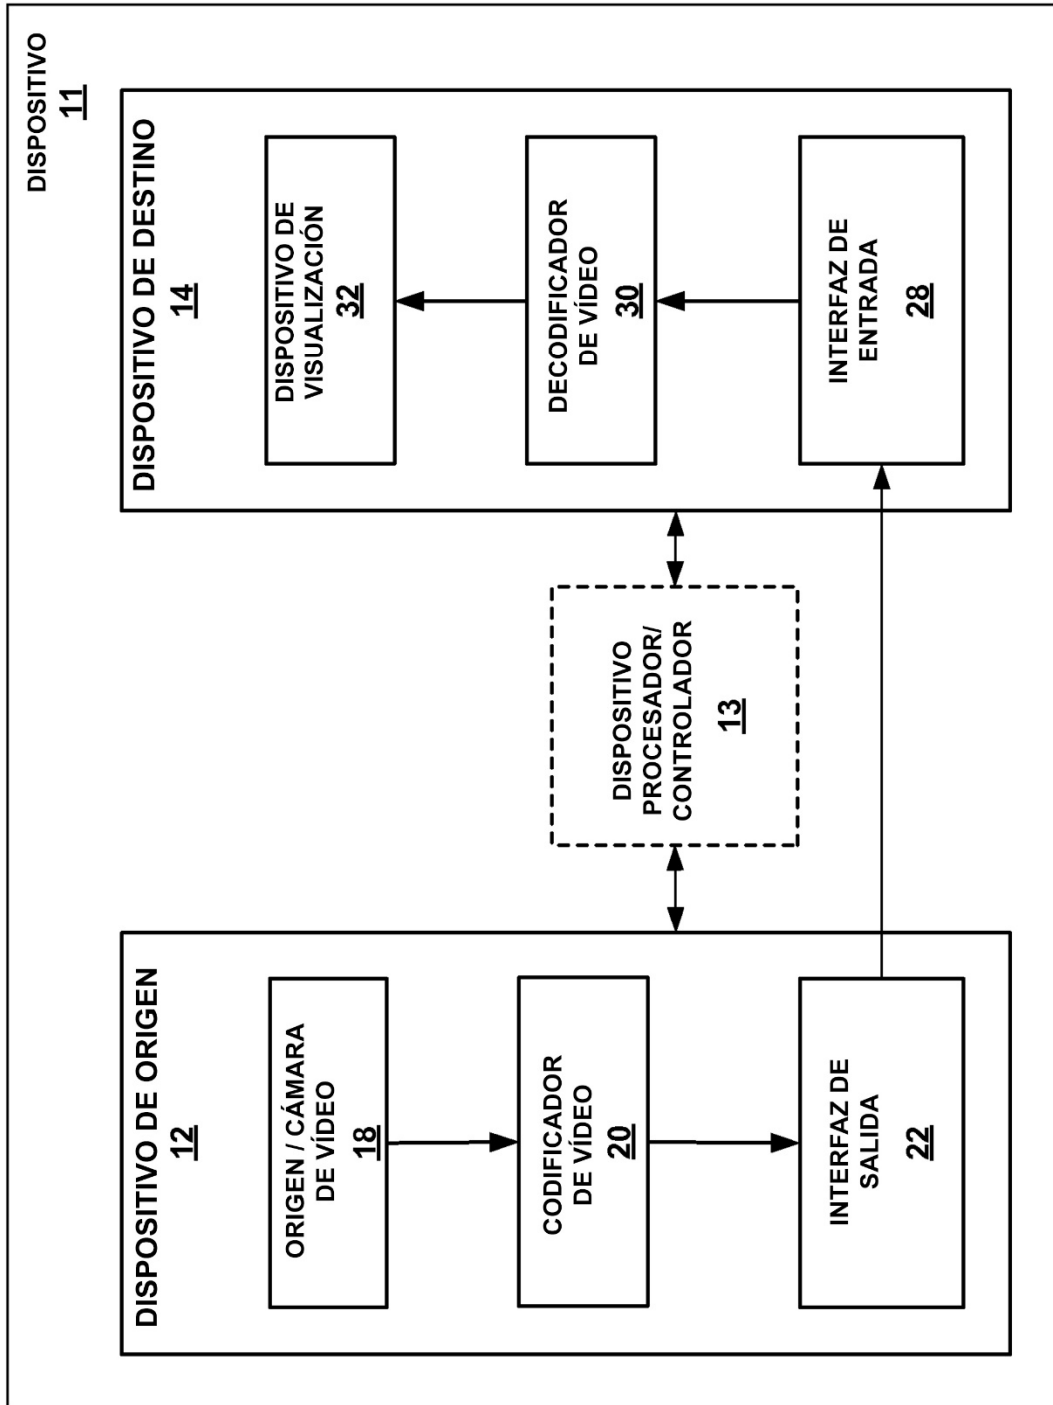 DISPOSITIVO
11
DISPOSITIVO DE ORIGEN
12
ORIGEN / CÁMARA
DE VÍDEO
18
CODIFICADOR
DE VÍDEO
20
INTERFAZ DE
SALIDA
22
DISPOSITIVO
PROCESADOR/
CONTROLADOR
13
DISPOSITIVO DE DESTINO
14
DISPOSITIVO DE
VISUALIZACIÓN
32
DECODIFICADOR
DE VÍDEO
30
INTERFAZ DE
ENTRADA
28